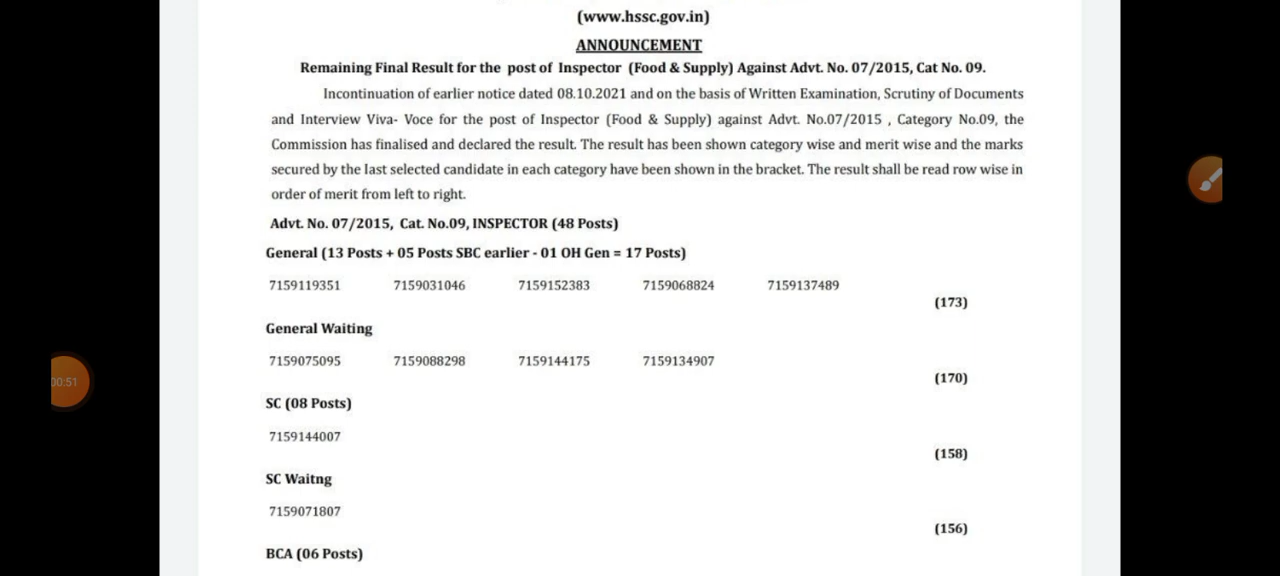 (www.hssc.gov.in)
ANNOUNCEMENT
Remaining Final Result for the post of Inspector (Food & Supply) Against Advt. No. 07/2015, Cat No. 09.
Incontinuation of earlier notice dated 08.10.2021 and on the basis of Written Examination, Scrutiny of Documents
and Interview Viva- Voce for the post of Inspector (Food & Supply) against Advt. No.07/2015 , Category No.09, the
Commission has finalised and declared the result. The result has been shown category wise and merit wise and the marks
secured by the last selected candidate in each category have been shown in the bracket. The result shall be read row wise in
order of merit from left to right.
Advt. No. 07/2015, Cat. No.09, INSPECTOR (48 Posts)
General (13 Posts + 05 Posts SBC earlier - 01 OH Gen = 17 Posts)
7159119351 7159031046 7159152383 7159068824 7159137489
(173)
General Waiting
7159075095 7159088298 7159144175 7159134907
(170)
00:51
SC (08 Posts)
7159144007
(158)
SC Waitng
7159071807
(156)
BCA (06 Posts)